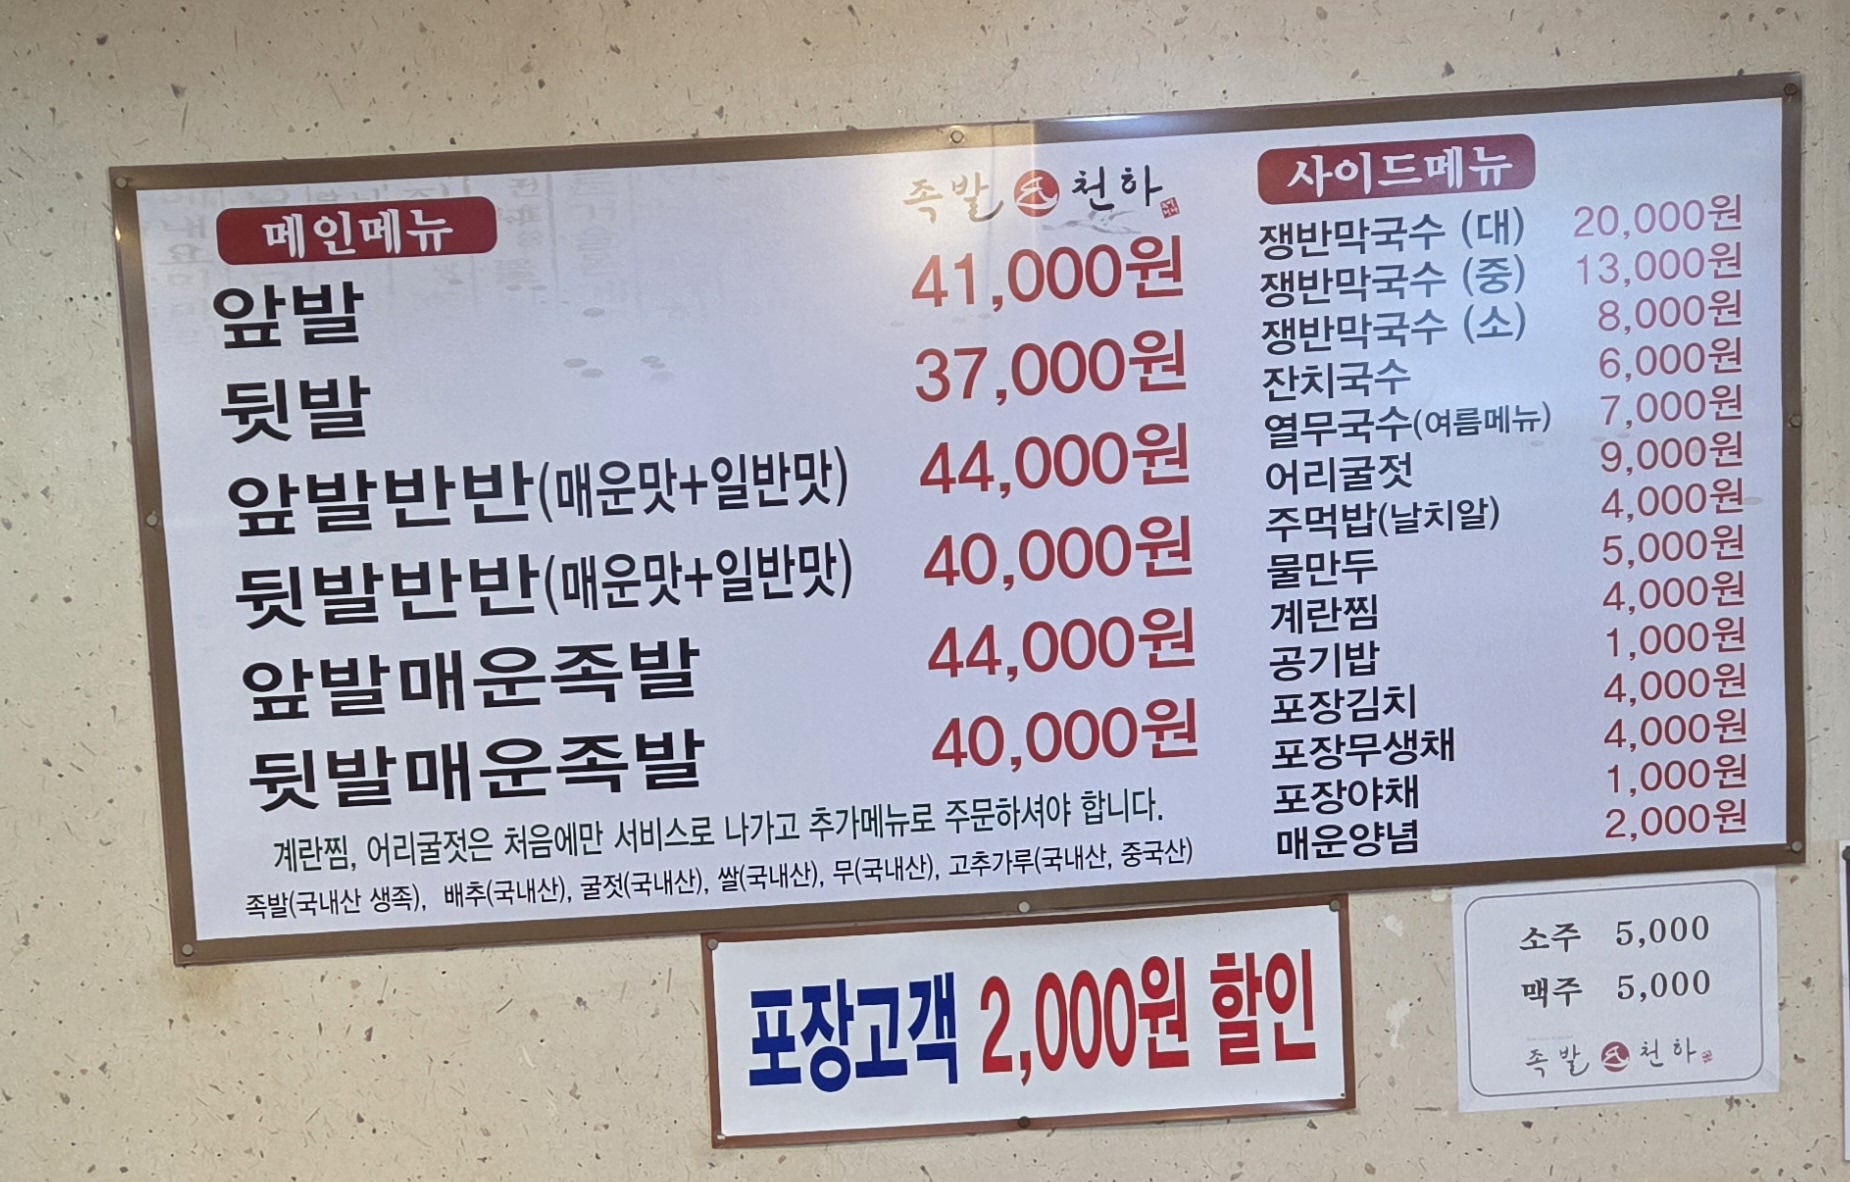 족발 천하
메인메뉴
앞발 41,000원
뒷발 37,000원
앞발반반(매운맛+일반맛) 44,000원
뒷발반반(매운맛+일반맛) 40,000원
앞발매운족발 44,000원
뒷발매운족발 40,000원
계란찜, 어리굴젓은 처음에만 서비스로 나가고 추가메뉴로 주문하셔야 합니다.
족발(국내산 생족), 배추(국내산), 굴젓(국내산), 쌀(국내산), 무(국내산), 고추가루(국내산, 중국산)
사이드메뉴
쟁반막국수 (대) 20,000원
쟁반막국수 (중) 13,000원
쟁반막국수 (소) 8,000원
잔치국수 6,000원
열무국수(여름메뉴) 7,000원
어리굴젓 9,000원
주먹밥(날치알) 4,000원
물만두 5,000원
계란찜 4,000원
공기밥 1,000원
포장김치 4,000원
포장무생채 4,000원
포장야채 1,000원
매운양념 2,000원
포장고객 2,000원 할인
소주 5,000
맥주 5,000
족발 천하